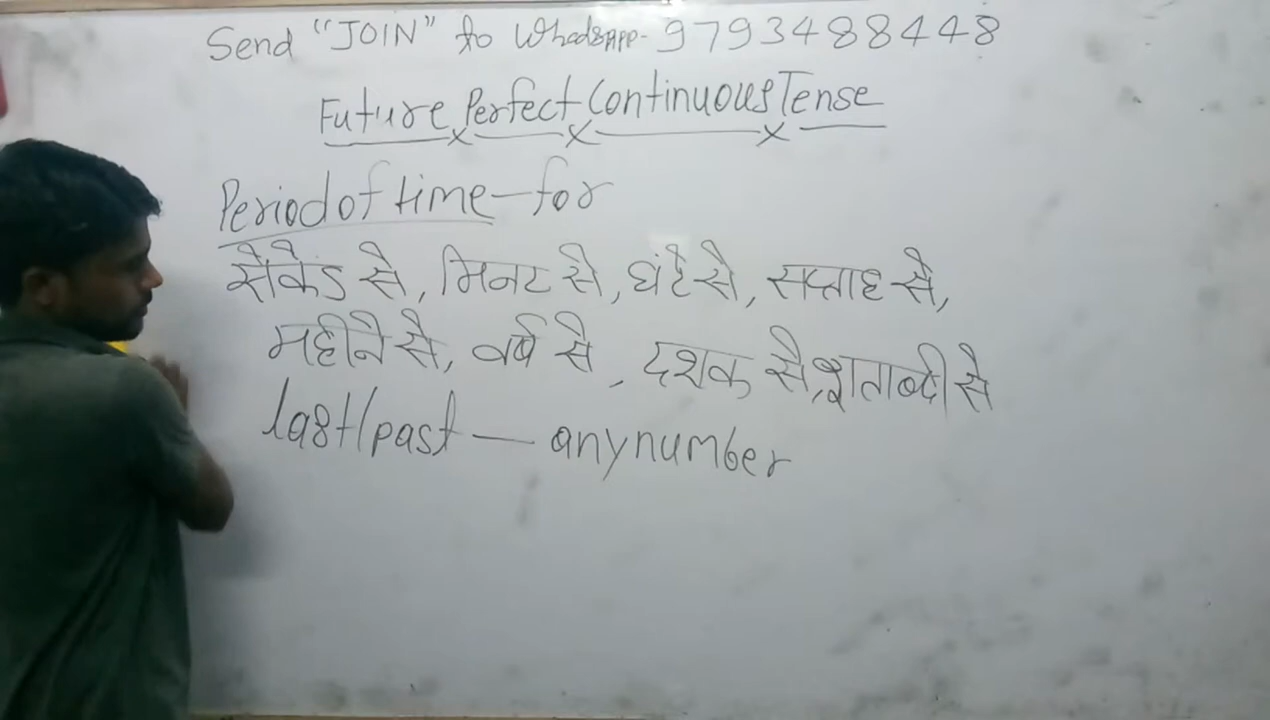 Send "JOIN" to Whatsapp- 9793488448
Future Perfect Continuous Tense
Period of time - for
सैकेंड से, मिनट से, घंटे से, सप्ताह से,
महीने से, वर्ष से, दशक से, शताब्दी से
last/past — any number